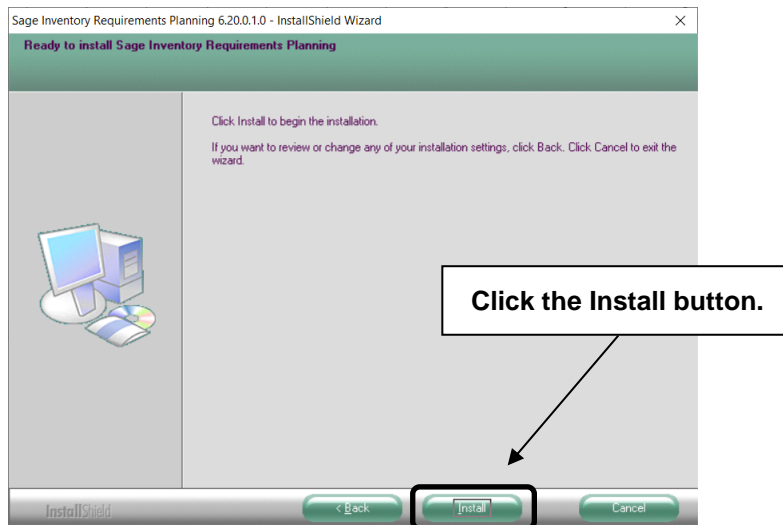 Sage Inventory Requirements Planning 6.20.0.1.0 - InstallShield Wizard
Ready to install Sage Inventory Requirements Planning
Click Install to begin the installation.
If you want to review or change any of your installation settings, click Back. Click Cancel to exit the
wizard.
Click the Install button.
InstallShield
< Back
Install
Cancel